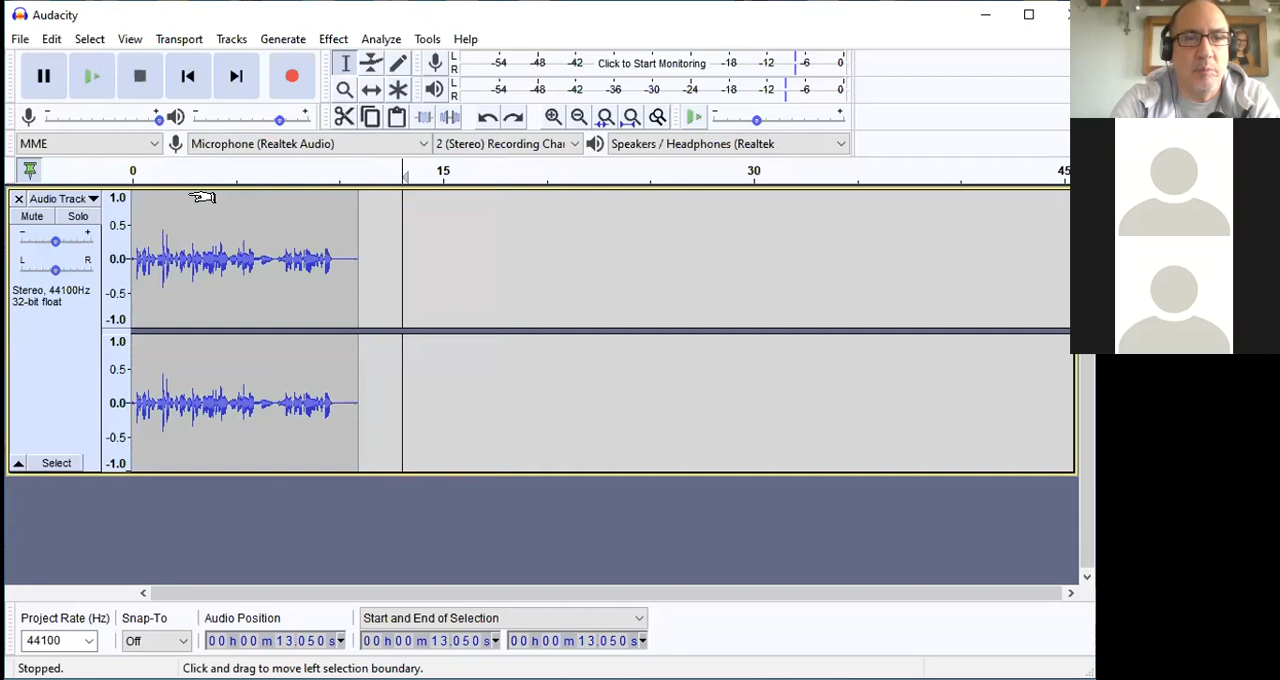 Audacity
File Edit Select View Transport Tracks Generate Effect Analyze Tools Help
L R -54 -48 -42 Click to Start Monitoring -18 -12 -6 0
L R -54 -48 -42 -36 -30 -24 -18 -12 -6 0
- + - + - +
MME Microphone (Realtek Audio) 2 (Stereo) Recording Chai Speakers / Headphones (Realtek
0 15 30 45
Audio Track 1.0
Mute Solo 0.5
- + 0.0
L R -0.5
Stereo, 44100Hz
32-bit float
-1.0
1.0
0.5
0.0
-0.5
Select -1.0
Project Rate (Hz) Snap-To Audio Position Start and End of Selection
44100 Off 00 h 00 m 13.050 s 00 h 00 m 13.050 s 00 h 00 m 13.050 s
Stopped. Click and drag to move left selection boundary.